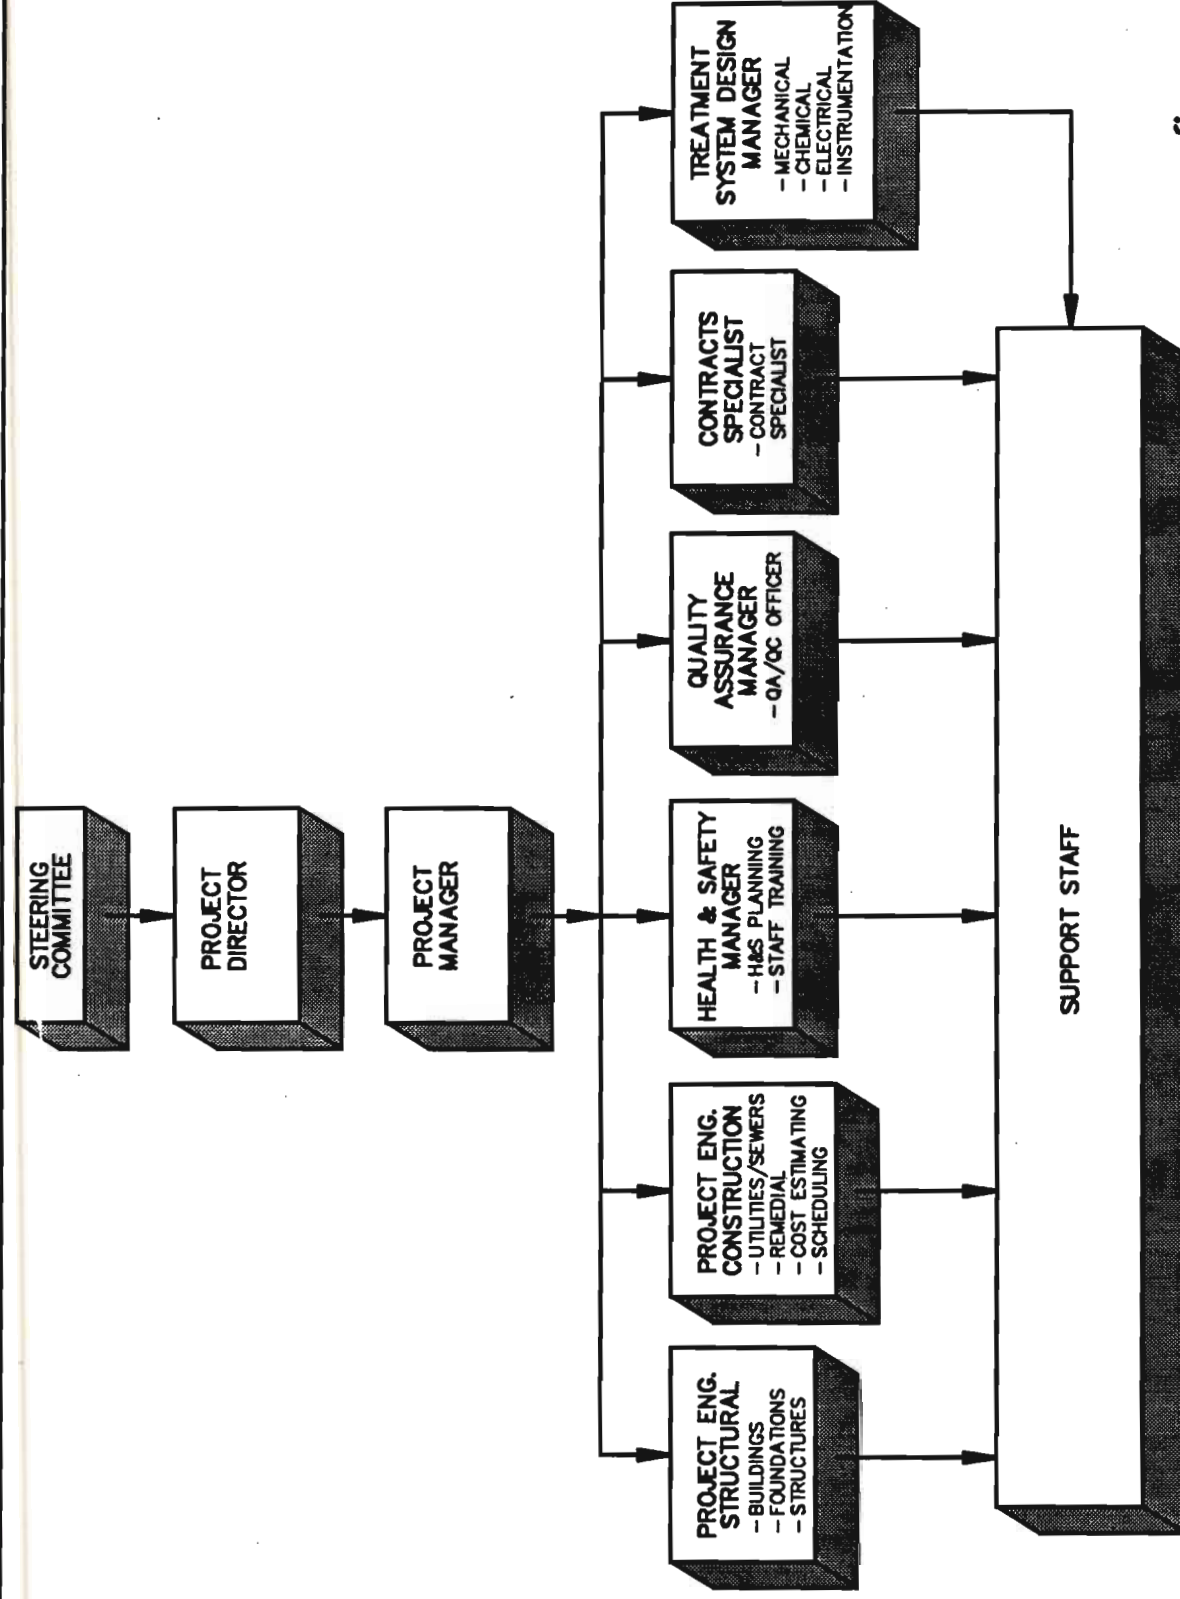 STEERING
COMMITTEE
PROJECT
DIRECTOR
PROJECT
MANAGER
PROJECT ENG.
STRUCTURAL
- BUILDINGS
- FOUNDATIONS
- STRUCTURES
PROJECT ENG.
CONSTRUCTION
- UTILITIES/SEWERS
- REMEDIAL
- COST ESTIMATING
- SCHEDULING
HEALTH & SAFETY
MANAGER
- H&S PLANNING
- STAFF TRAINING
QUALITY
ASSURANCE
MANAGER
- QA/QC OFFICER
CONTRACTS
SPECIALIST
- CONTRACT
SPECIALIST
TREATMENT
SYSTEM DESIGN
MANAGER
- MECHANICAL
- CHEMICAL
- ELECTRICAL
- INSTRUMENTATION
SUPPORT STAFF